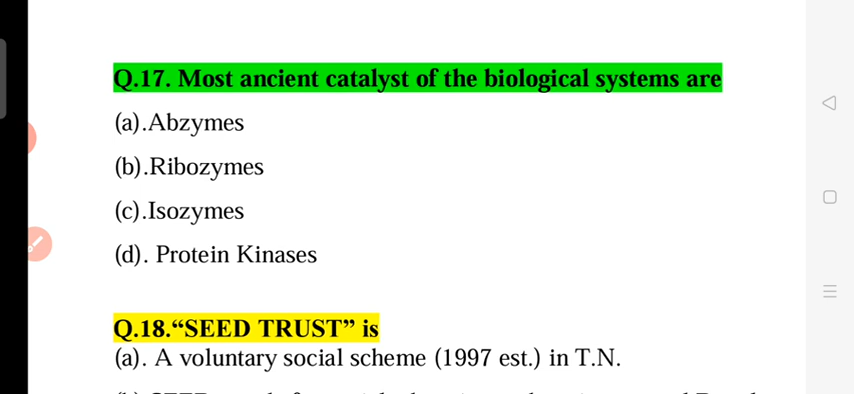 Q.17. Most ancient catalyst of the biological systems are
(a).Abzymes
(b).Ribozymes
(c).Isozymes
(d). Protein Kinases
Q.18.“SEED TRUST” is
(a). A voluntary social scheme (1997 est.) in T.N.